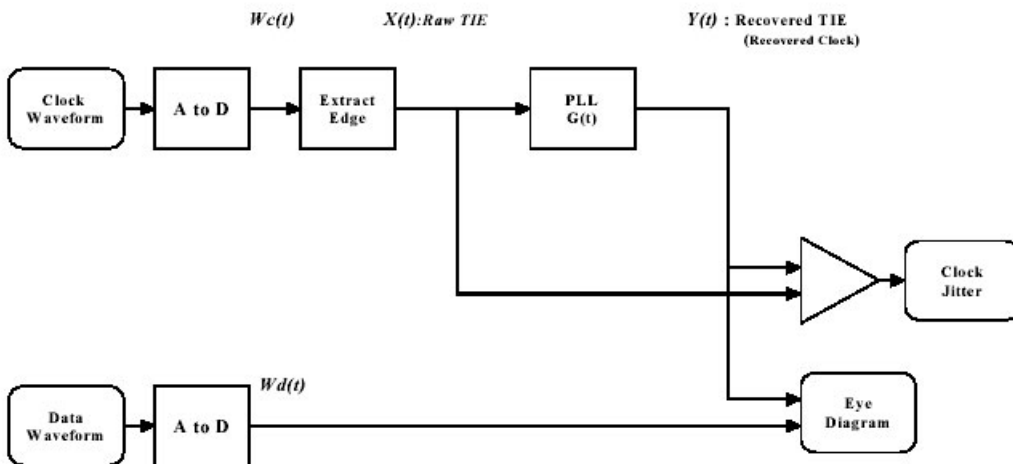 Wc(t)
X(t):Raw TIE
Y(t) : Recovered TIE
(Recovered Clock)
Clock
Waveform
A to D
Extract
Edge
PLL
G(t)
Clock
Jitter
Wd(t)
Data
Waveform
A to D
Eye
Diagram